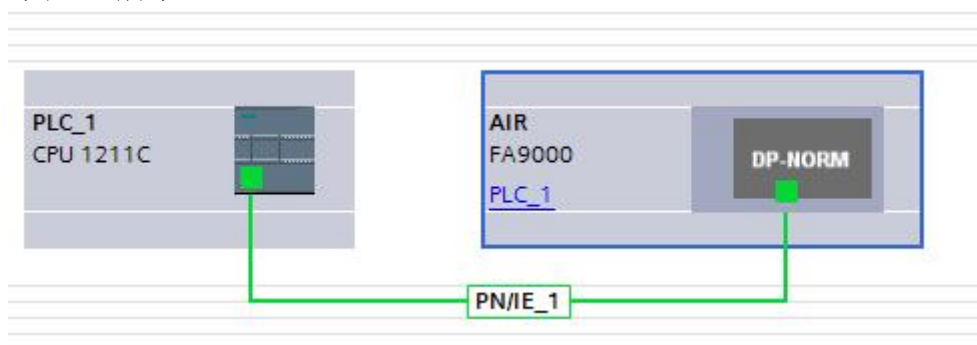 PLC_1
CPU 1211C
AIR
FA9000
PLC_1
DP-NORM
PN/IE_1